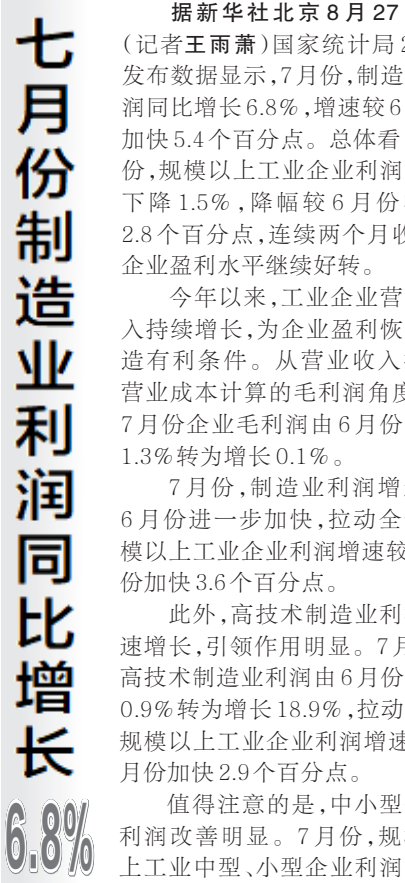 七月份制造业利润同比增长
6.8%
据新华社北京8月27
(记者王雨萧)国家统计局2
发布数据显示,7月份,制造
润同比增长6.8%,增速较6
加快5.4个百分点。总体看
份,规模以上工业企业利润
下降1.5%,降幅较6月份
2.8个百分点,连续两个月收
企业盈利水平继续好转。
今年以来,工业企业营
入持续增长,为企业盈利恢
造有利条件。从营业收入
营业成本计算的毛利润角度
7月份企业毛利润由6月份
1.3%转为增长0.1%。
7月份,制造业利润增
6月份进一步加快,拉动全
模以上工业企业利润增速较
份加快3.6个百分点。
此外,高技术制造业利
速增长,引领作用明显。7月
高技术制造业利润由6月份
0.9%转为增长18.9%,拉动
规模以上工业企业利润增速
月份加快2.9个百分点。
值得注意的是,中小型
利润改善明显。7月份,规
上工业中型、小型企业利润